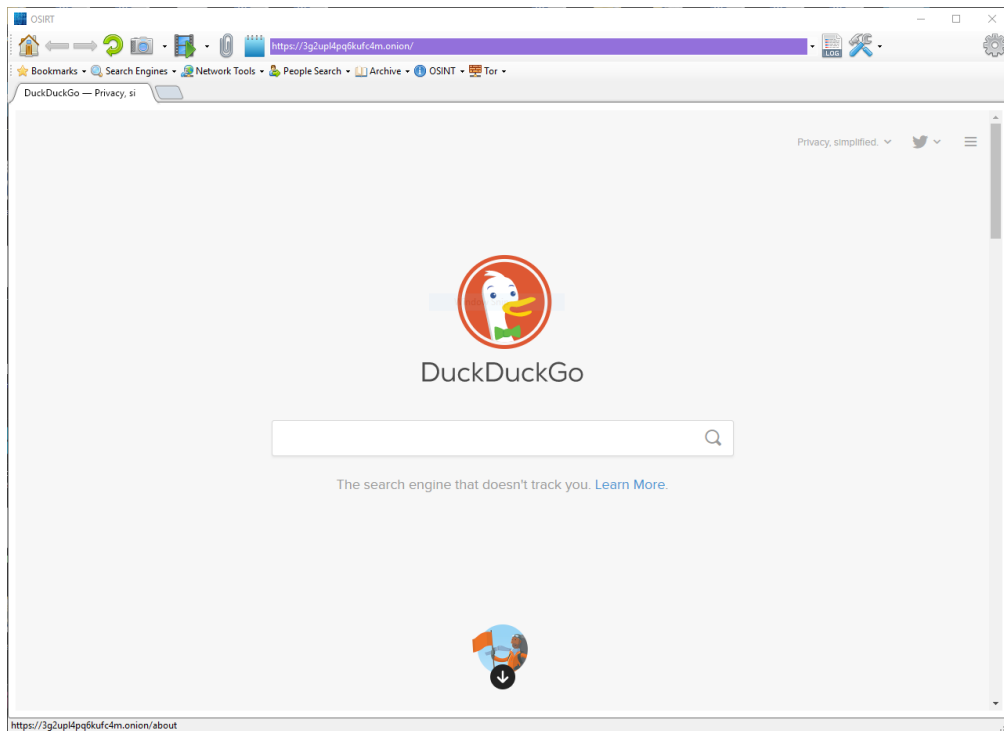 OSIRT
https://3g2upl4pq6kufc4m.onion/
LOG
Bookmarks Search Engines Network Tools People Search Archive OSINT Tor
DuckDuckGo — Privacy, si
Privacy, simplified.
DuckDuckGo
The search engine that doesn't track you. Learn More.
https://3g2upl4pq6kufc4m.onion/about